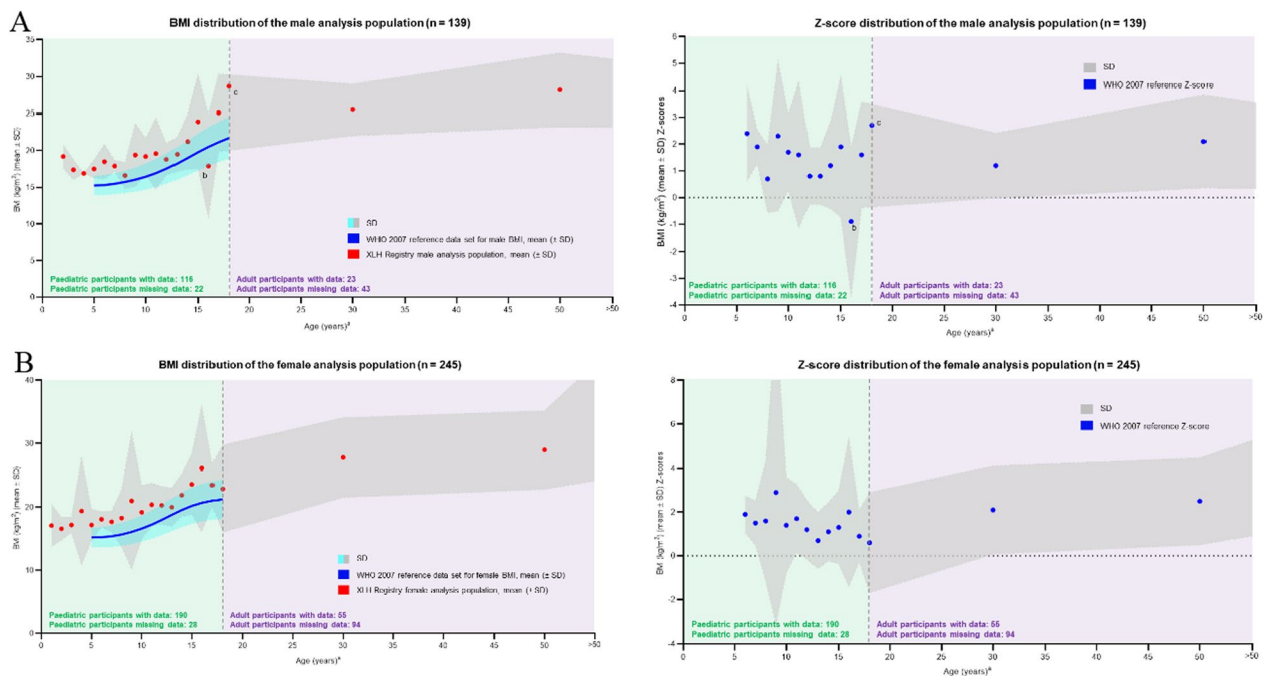 A
BMI distribution of the male analysis population (n = 139)
35
30
25
20
15
10
5
0
BMI (kg/m²) (mean ± SD)
c
b
SD
WHO 2007 reference data set for male BMI, mean (± SD)
XLH Registry male analysis population, mean (± SD)
Paediatric participants with data: 116
Paediatric participants missing data: 22
Adult participants with data: 23
Adult participants missing data: 43
0 5 10 15 20 25 30 35 40 45 50 >50
Age (years)ª
Z-score distribution of the male analysis population (n = 139)
6
5
4
3
2
1
0
-1
-2
-3
-4
BMI (kg/m²) (mean ± SD) Z-scores
SD
WHO 2007 reference Z-score
c
b
Paediatric participants with data: 116
Paediatric participants missing data: 22
Adult participants with data: 23
Adult participants missing data: 43
0 5 10 15 20 25 30 35 40 45 50 >50
Age (years)ª
B
BMI distribution of the female analysis population (n = 245)
40
30
20
10
0
BMI (kg/m²) (mean ± SD)
SD
WHO 2007 reference data set for female BMI, mean (± SD)
XLH Registry female analysis population, mean (± SD)
Paediatric participants with data: 190
Paediatric participants missing data: 28
Adult participants with data: 55
Adult participants missing data: 94
0 5 10 15 20 25 30 35 40 45 50 >50
Age (years)ª
Z-score distribution of the female analysis population (n = 245)
8
6
4
2
0
-2
-4
BMI (kg/m²) (mean ± SD) Z-scores
SD
WHO 2007 reference Z-score
Paediatric participants with data: 190
Paediatric participants missing data: 28
Adult participants with data: 55
Adult participants missing data: 94
0 5 10 15 20 25 30 35 40 45 50 >50
Age (years)ª